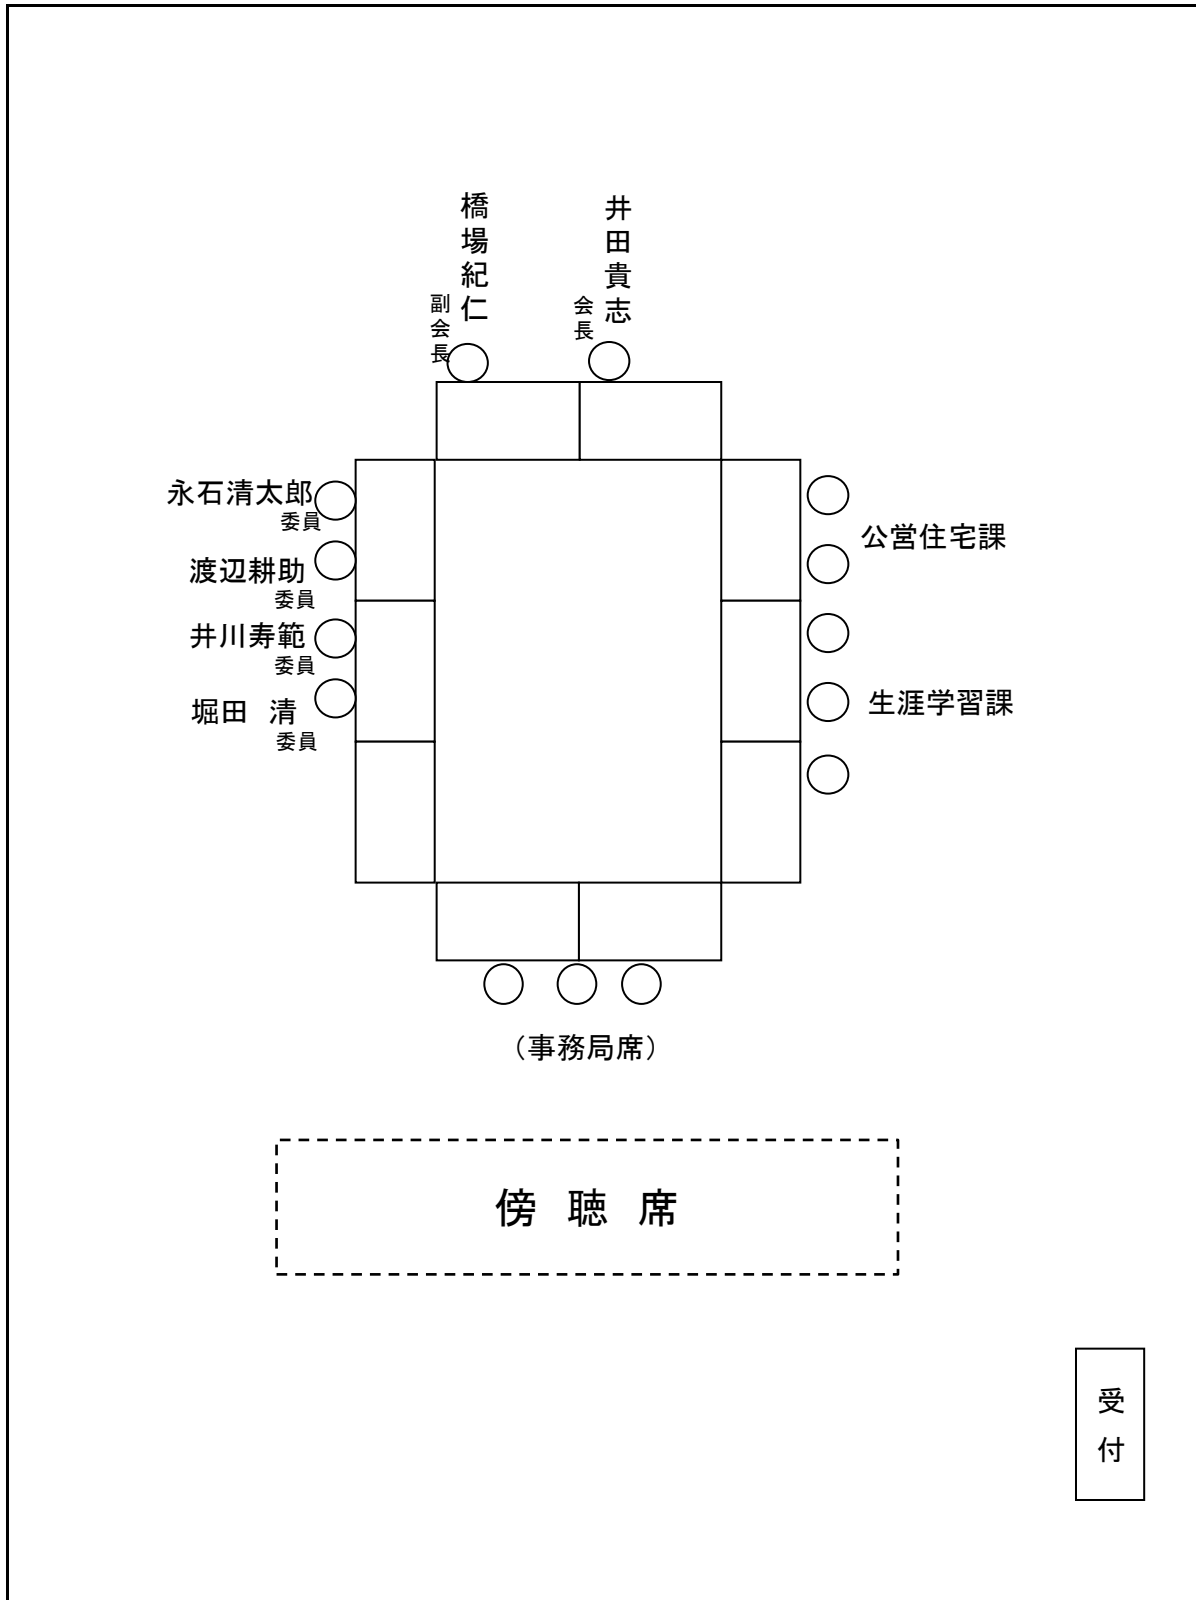 井田貴志
会長
橋場紀仁
副会長
永石清太郎
委員
渡辺耕助
委員
井川寿範
委員
堀田　清
委員
公営住宅課
生涯学習課
（事務局席）
傍 聴 席
受付